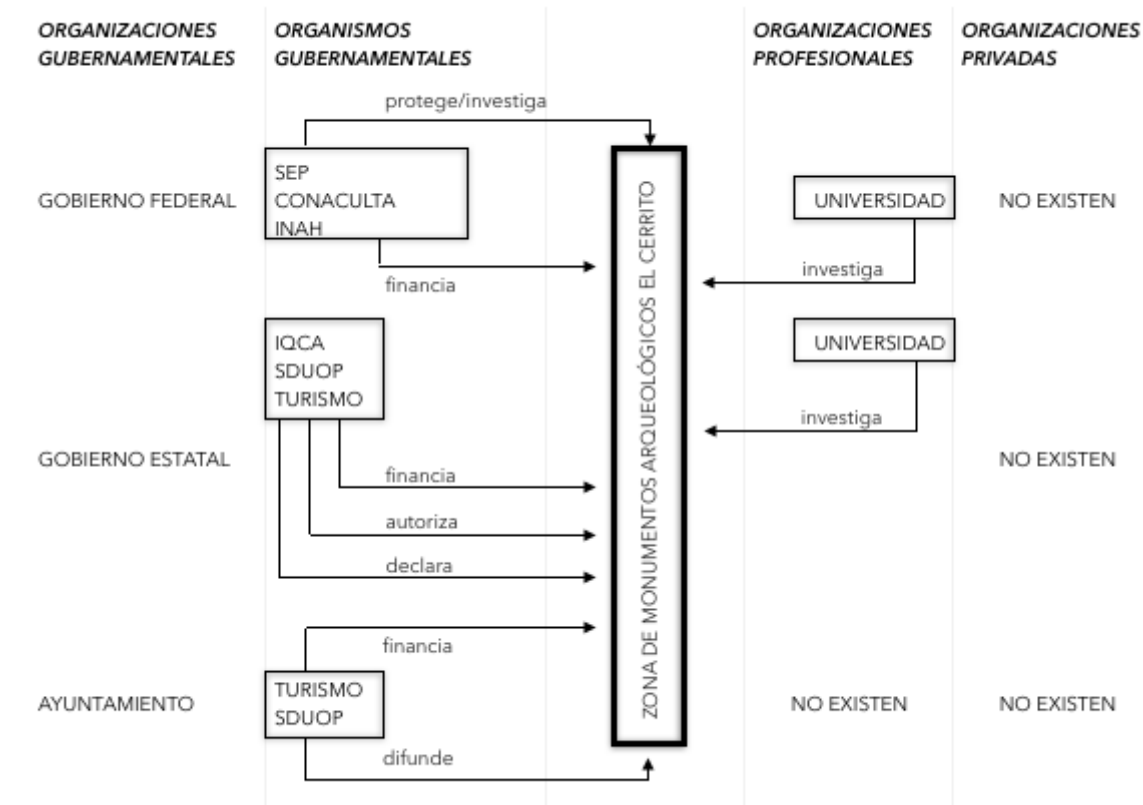 ORGANIZACIONES GUBERNAMENTALES
ORGANISMOS GUBERNAMENTALES
ORGANIZACIONES PROFESIONALES
ORGANIZACIONES PRIVADAS
protege/investiga
GOBIERNO FEDERAL
SEP
CONACULTA
INAH
financia
ZONA DE MONUMENTOS ARQUEOLÓGICOS EL CERRITO
UNIVERSIDAD
investiga
NO EXISTEN
GOBIERNO ESTATAL
IQCA
SDUOP
TURISMO
financia
autoriza
declara
UNIVERSIDAD
investiga
NO EXISTEN
AYUNTAMIENTO
financia
TURISMO
SDUOP
difunde
NO EXISTEN
NO EXISTEN